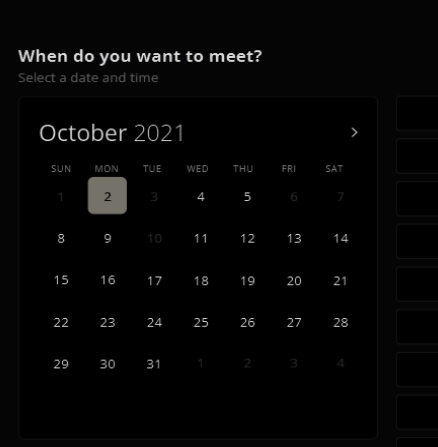 When do you want to meet?
Select a date and time
October 2021
SUN MON TUE WED THU FRI SAT
1 2 3 4 5 6 7
8 9 10 11 12 13 14
15 16 17 18 19 20 21
22 23 24 25 26 27 28
29 30 31 1 2 3 4